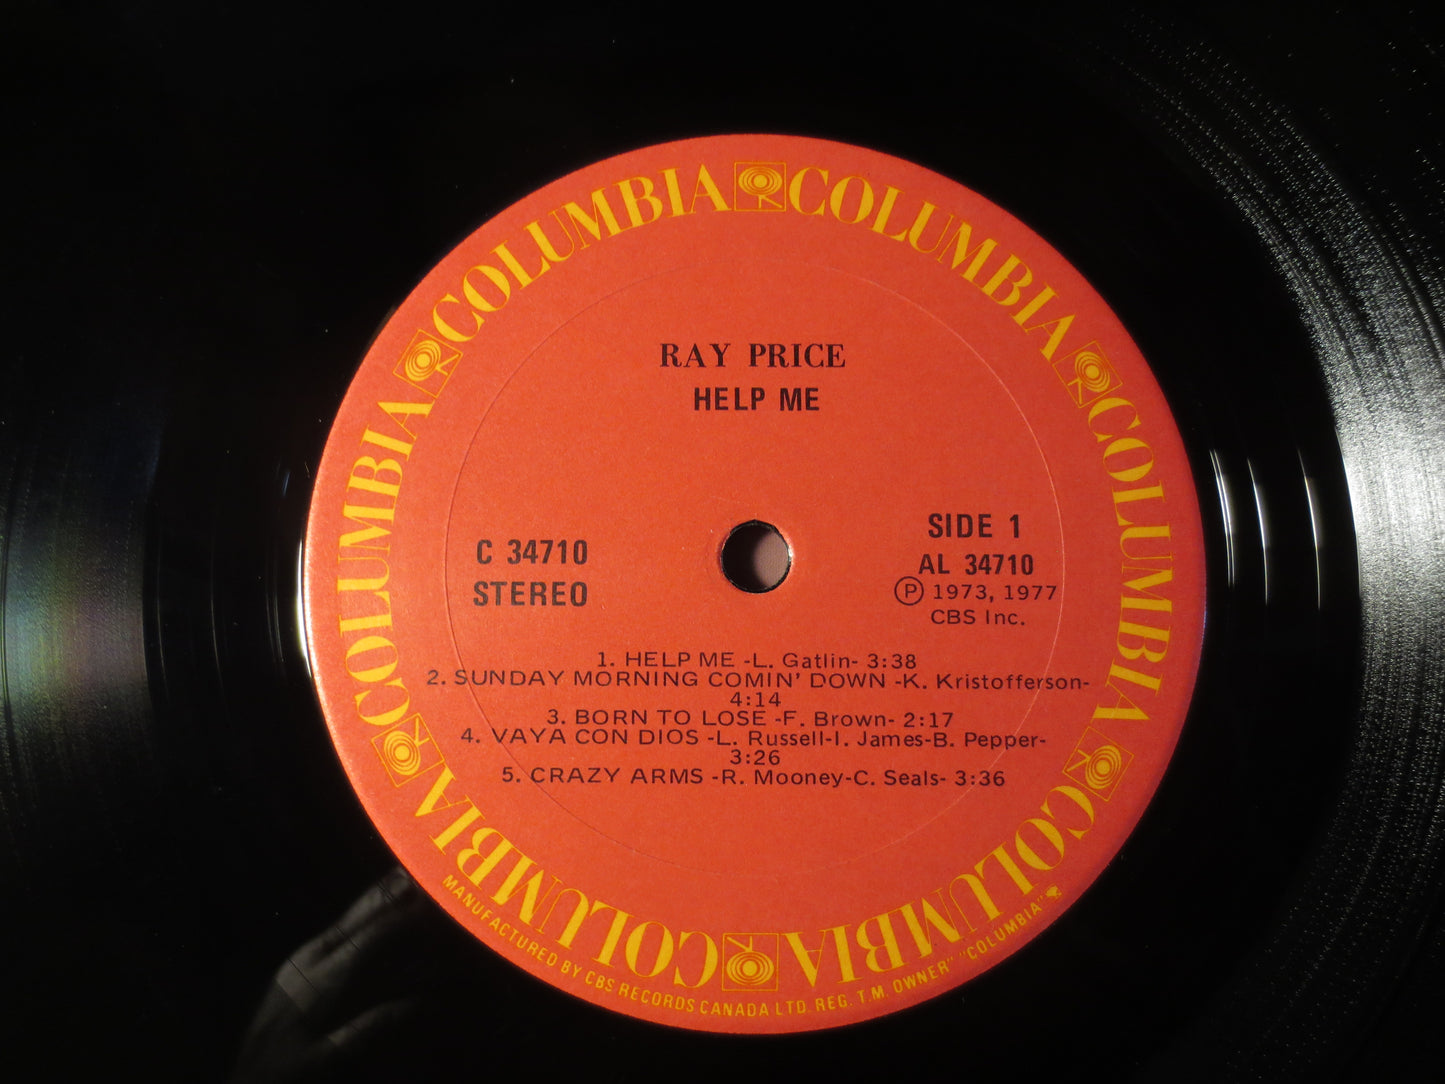 COLUMBIA COLUMBIA COLUMBIA COLUMBIA COLUMBIA COLUMBIA
RAY PRICE
HELP ME
C 34710
STEREO
SIDE 1
AL 34710
Ⓟ 1973, 1977
CBS Inc.
1. HELP ME -L. Gatlin- 3:38
2. SUNDAY MORNING COMIN' DOWN -K. Kristofferson-
4:14
3. BORN TO LOSE -F. Brown- 2:17
4. VAYA CON DIOS -L. Russell-I. James-B. Pepper-
3:26
5. CRAZY ARMS -R. Mooney-C. Seals- 3:36
MANUFACTURED BY CBS RECORDS CANADA LTD. REG. T.M. OWNER" "COLUMBIA"